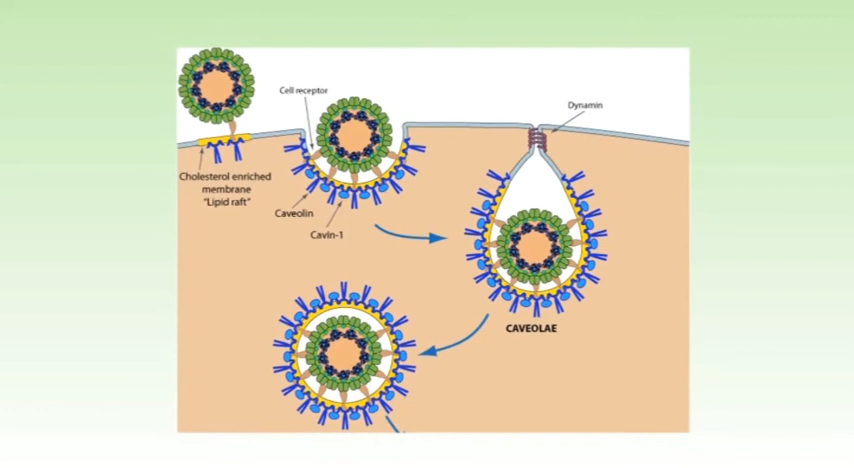 Cell receptor
Dynamin
Cholesterol enriched
membrane
"Lipid raft"
Caveolin
Cavin-1
CAVEOLAE